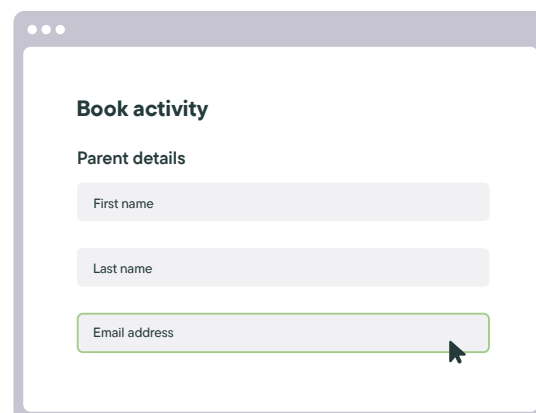 Book activity
Parent details
First name
Last name
Email address